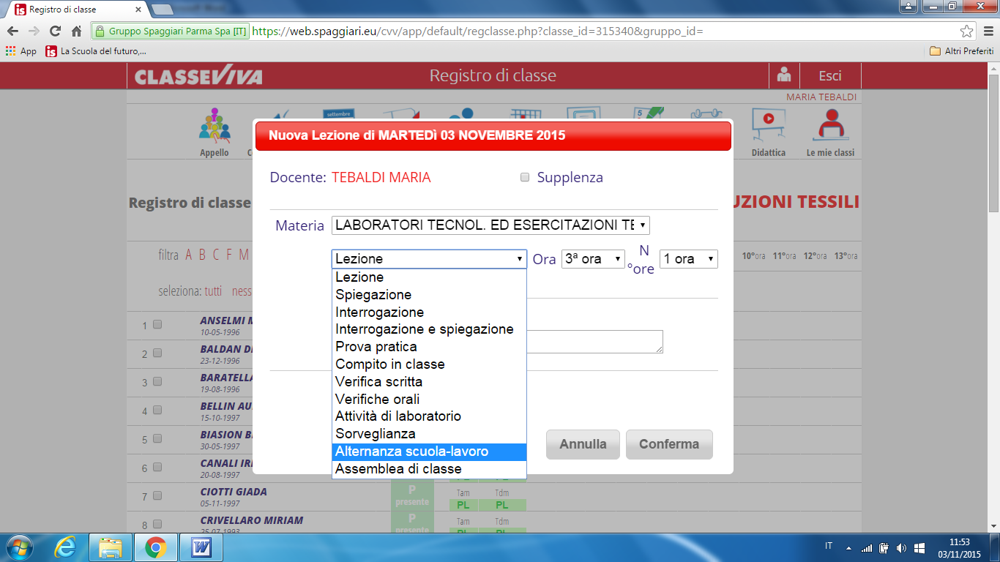 Registro di classe
Gruppo Spaggiari Parma Spa [IT] https://web.spaggiari.eu/cvv/app/default/regclasse.php?classe_id=315340&gruppo_id=
App La Scuola del futuro,... Altri Preferiti
CLASSEVIVA Registro di classe Esci
MARIA TEBALDI
settembre
Appello Didattica Le mie classi
Nuova Lezione di MARTEDì 03 NOVEMBRE 2015
Docente: TEBALDI MARIA Supplenza
Registro di classe UZIONI TESSILI
Materia LABORATORI TECNOL. ED ESERCITAZIONI TE
filtra A B C F M Lezione Ora 3ª ora N °ore 1 ora 10°ora 11°ora 12°ora 13°ora
Lezione
seleziona: tutti ness Spiegazione
Interrogazione
1 ANSELMI M
10-05-1996
Interrogazione e spiegazione
2 BALDAN DI
23-12-1996
Prova pratica
Compito in classe
3 BARATELLA
19-08-1996
Verifica scritta
Verifiche orali
4 BELLIN AU
15-10-1997
Attività di laboratorio
5 BIASION B
30-05-1997
Sorveglianza
Annulla Conferma
Alternanza scuola-lavoro
6 CANALI IRI
20-08-1997
Assemblea di classe
7 CIOTTI GIADA P Tam Tdm
05-11-1997 presente PL PL
8 CRIVELLARO MIRIAM P Tam Tdm
25-07-1993 presente PL PL
IT 11:53
03/11/2015